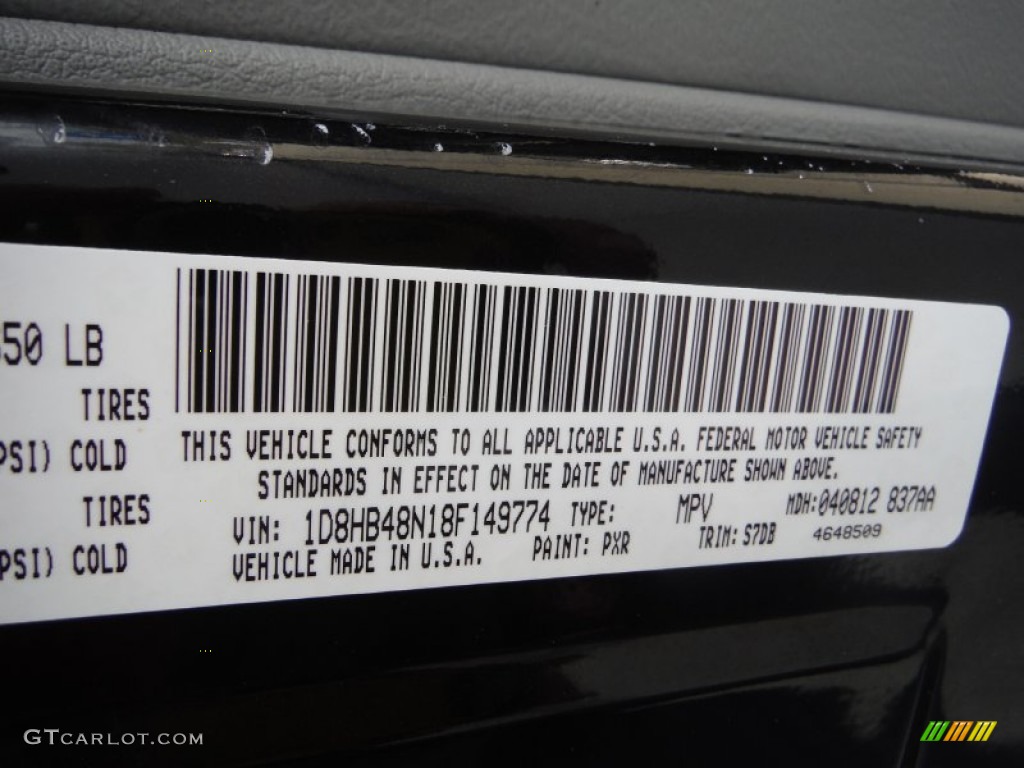 50 LB
TIRES
PSI) COLD
TIRES
PSI) COLD
THIS VEHICLE CONFORMS TO ALL APPLICABLE U.S.A. FEDERAL MOTOR VEHICLE SAFETY
STANDARDS IN EFFECT ON THE DATE OF MANUFACTURE SHOWN ABOVE.
VIN: 1D8HB48N18F149774 TYPE: MPV MDH:040812 837AA
VEHICLE MADE IN U.S.A. PAINT: PXR TRIM: S7DB 4648509
GTCARLOT.COM